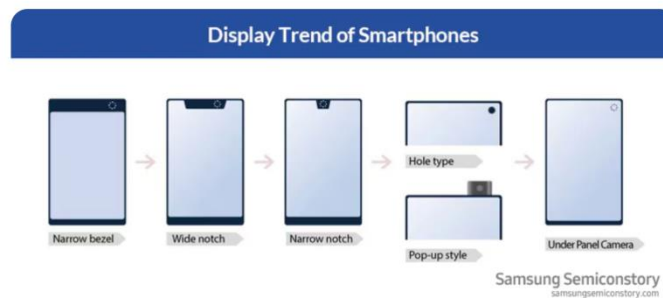 Display Trend of Smartphones
Narrow bezel
Wide notch
Narrow notch
Hole type
Pop-up style
Under Panel Camera
Samsung Semiconstory
samsungsemiconstory.com